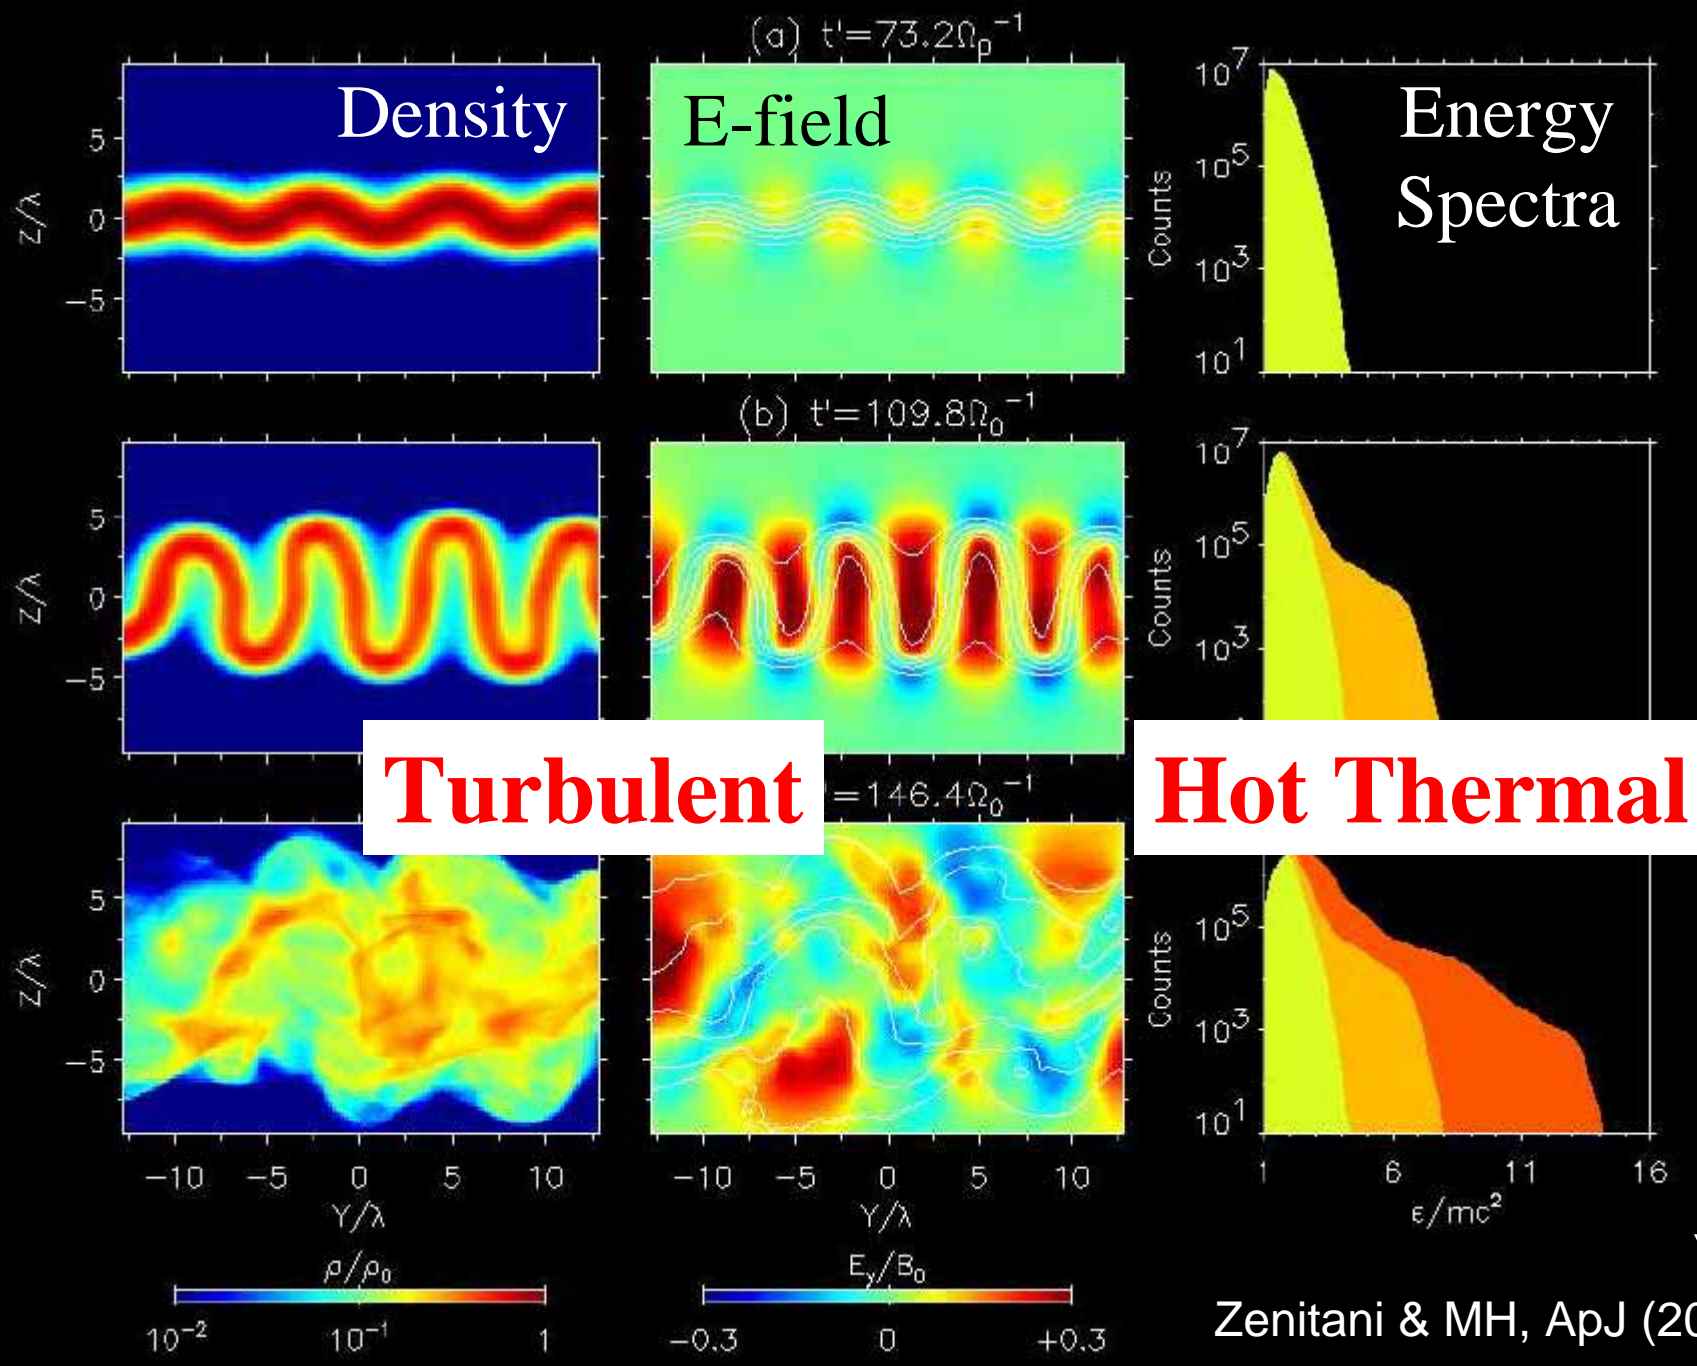 (a) t'=73.2Ωp⁻¹
Density
E-field
Energy
Spectra
Z/λ
5
0
−5
Counts
10⁷
10⁵
10³
10¹
(b) t'=109.8Ω₀⁻¹
Z/λ
5
0
−5
Counts
10⁷
10⁵
10³
Turbulent
Hot Thermal
=146.4Ω₀⁻¹
Z/λ
5
0
−5
Counts
10⁵
10³
10¹
−10 −5 0 5 10
−10 −5 0 5 10
1 6 11 16
Y/λ
Y/λ
ε/mc²
ρ/ρ₀
Ey/B₀
10⁻² 10⁻¹ 1
−0.3 0 +0.3
Zenitani & MH, ApJ (20